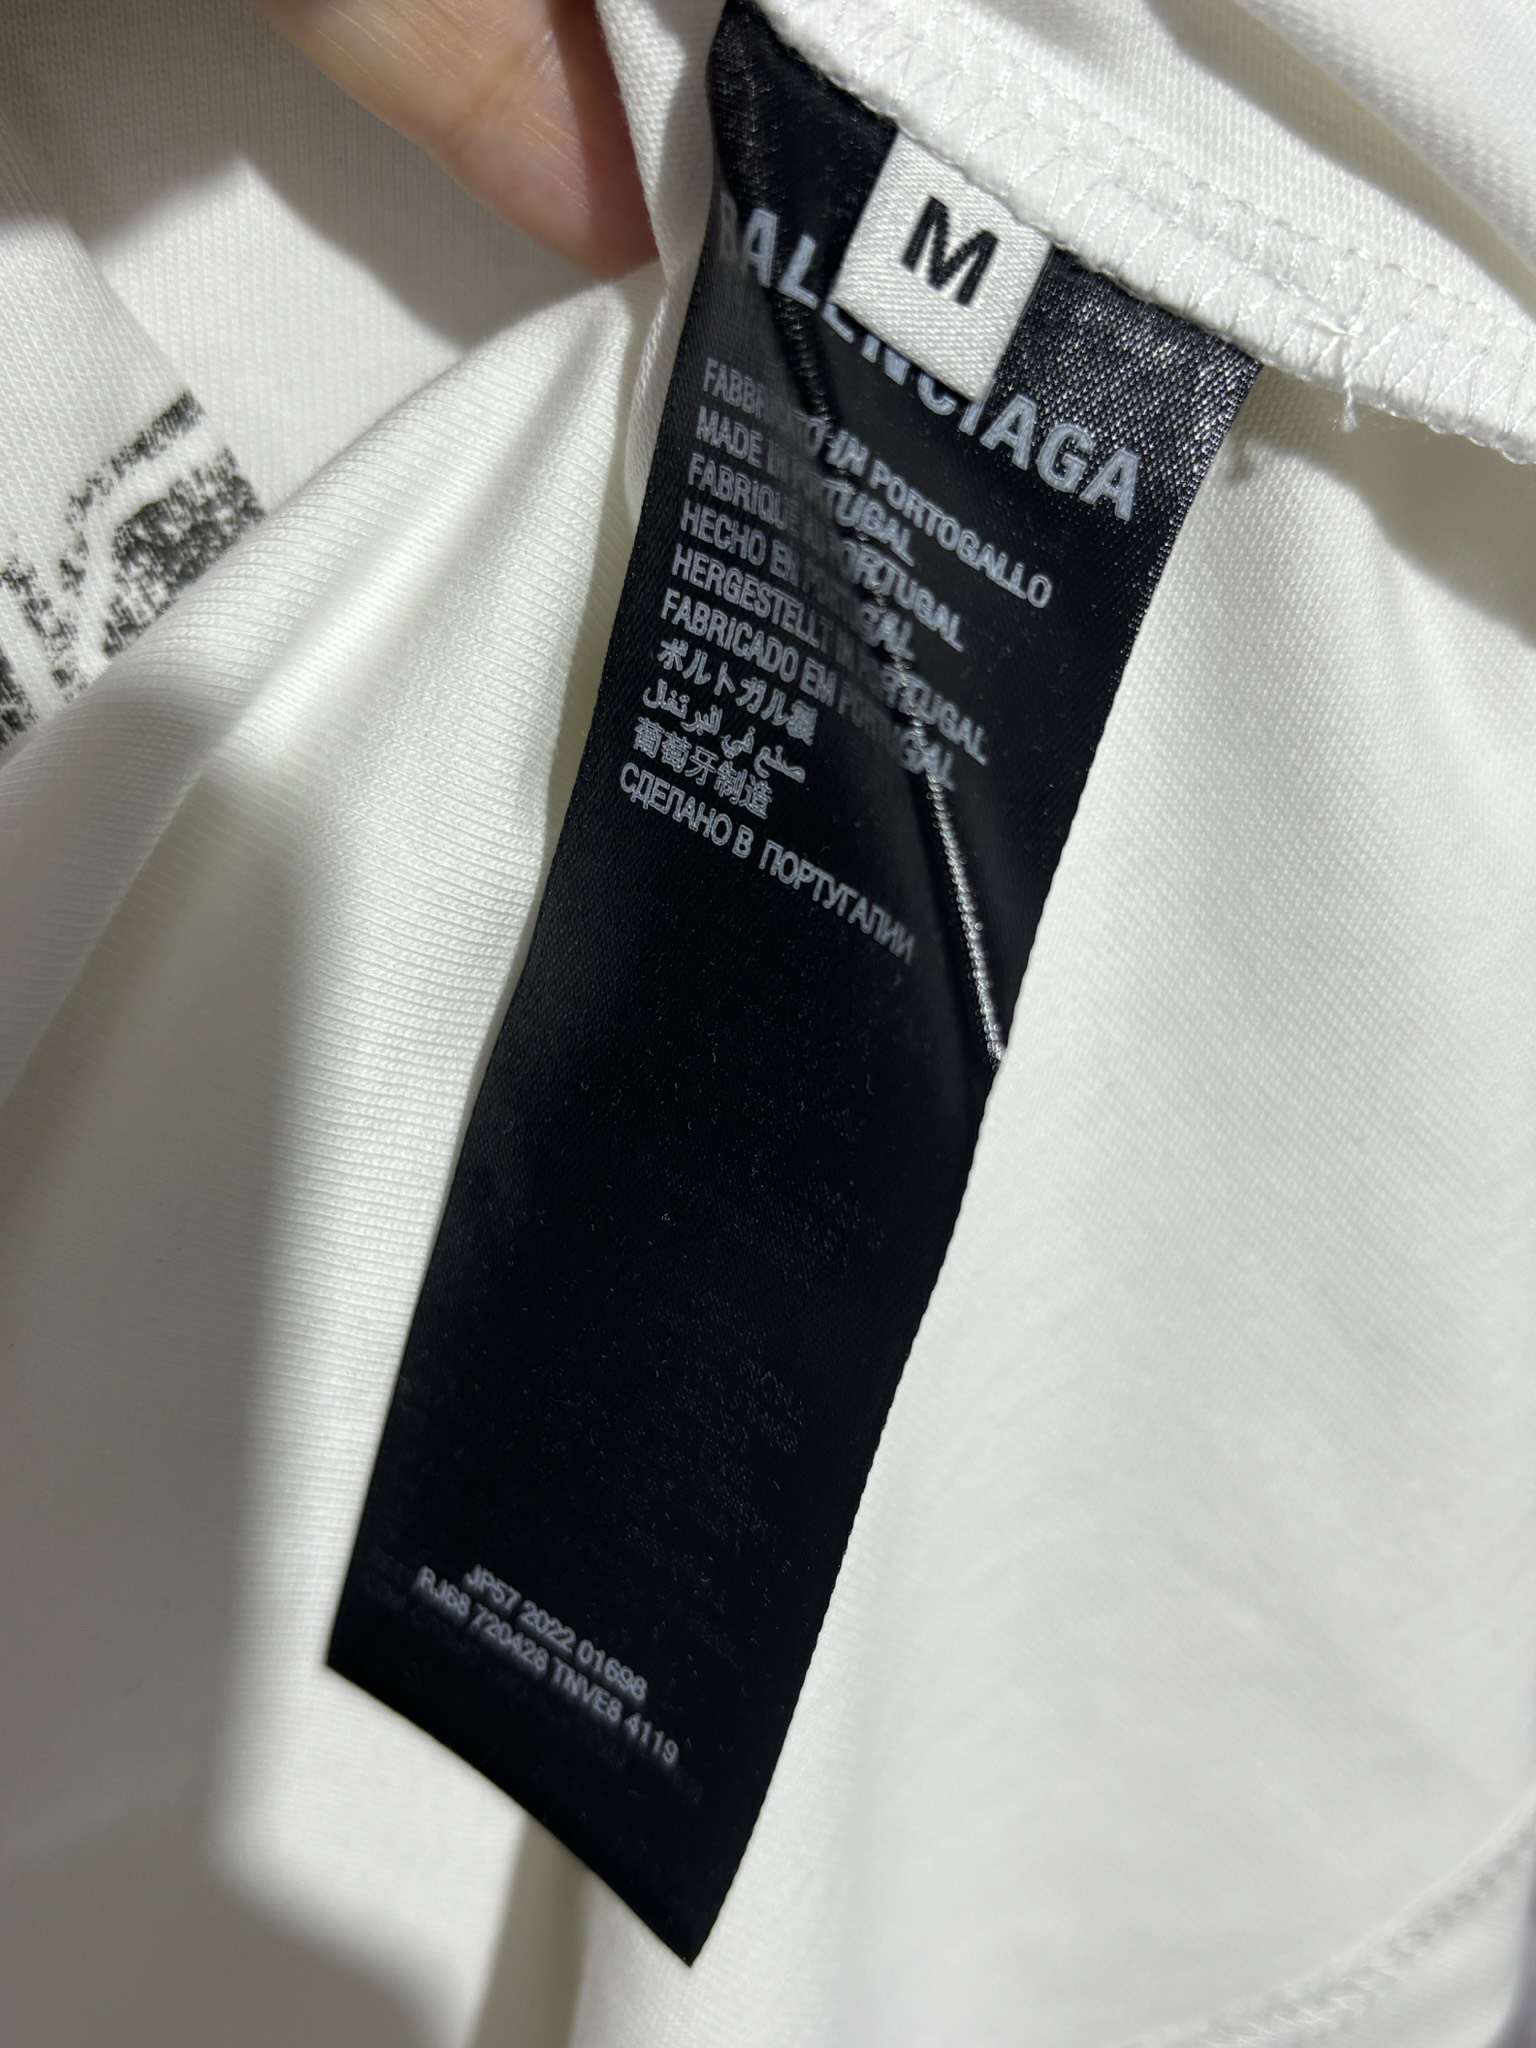 M
BALENCIAGA
FABBRICATO IN PORTOGALLO
MADE IN PORTUGAL
FABRIQUE EN PORTUGAL
HECHO EN PORTUGAL
HERGESTELLT IN PORTUGAL
FABRICADO EM PORTUGAL
ポルトガル製
صنع في البرتغال
葡萄牙制造
СДЕЛАНО В ПОРТУГАЛИИ
JP57 2022 01698
RJ68 720428 TNVE8 4119